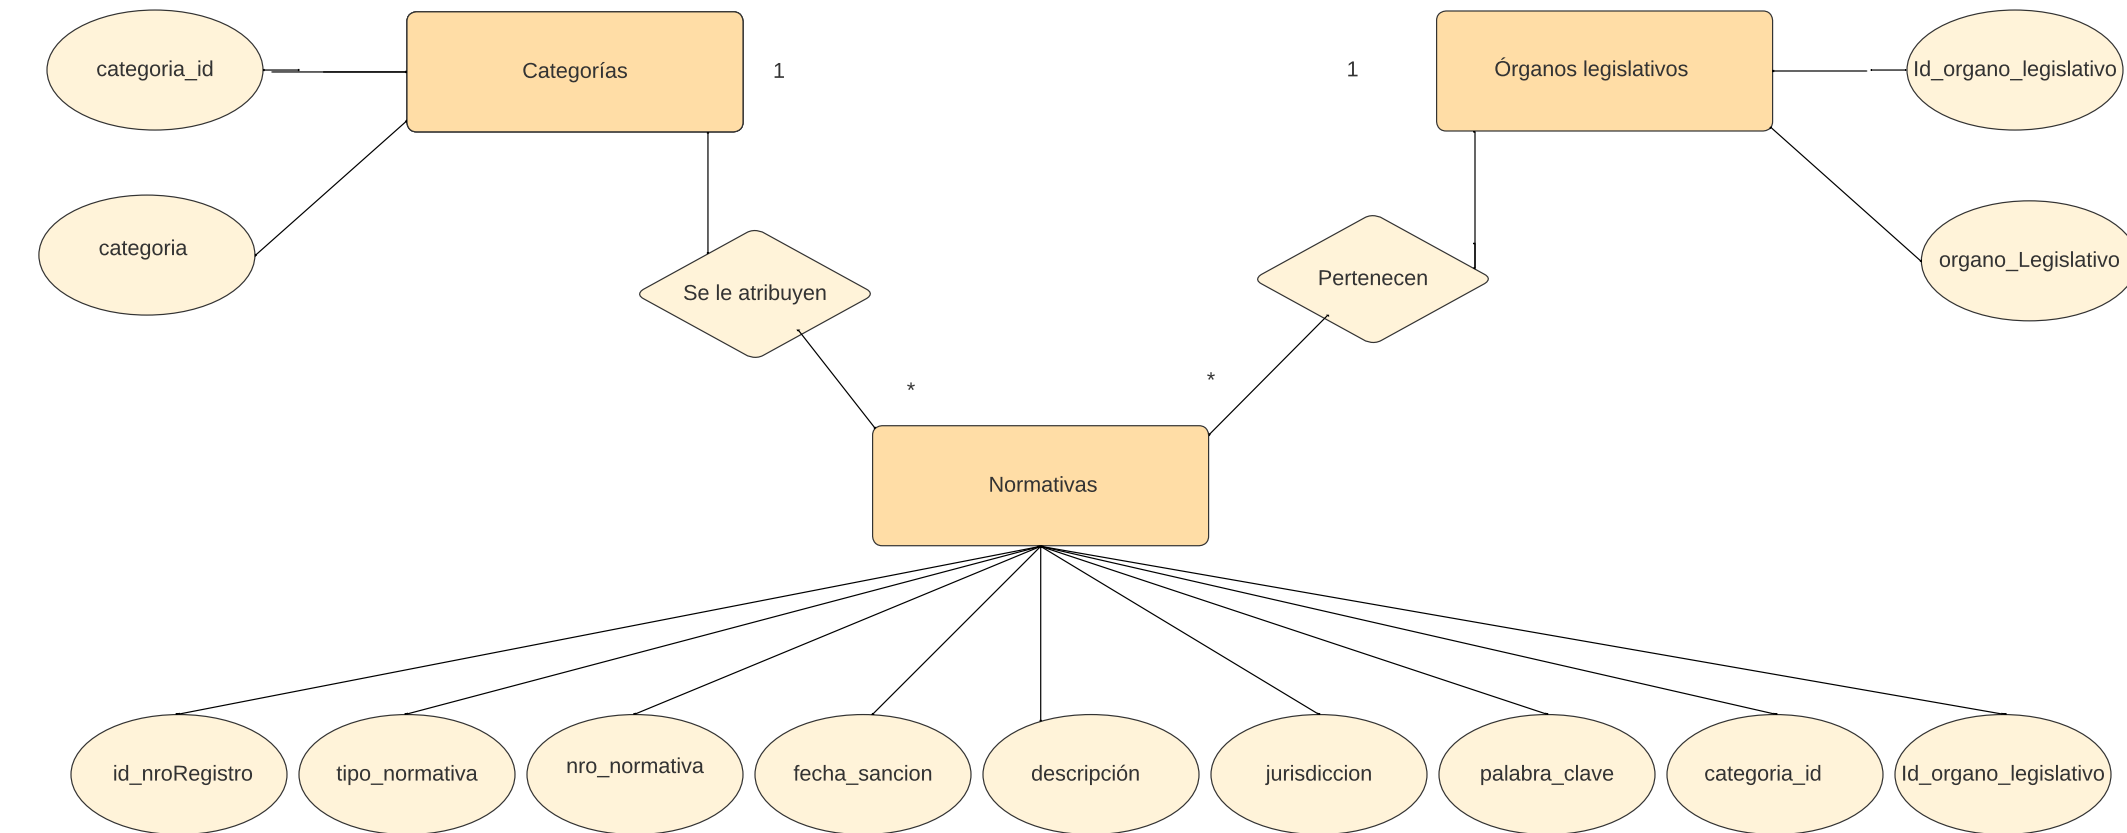 categoria_id
Categorías
1
1
Órganos legislativos
Id_organo_legislativo
categoria
Se le atribuyen
Pertenecen
organo_Legislativo
*
*
Normativas
id_nroRegistro
tipo_normativa
nro_normativa
fecha_sancion
descripción
jurisdiccion
palabra_clave
categoria_id
Id_organo_legislativo